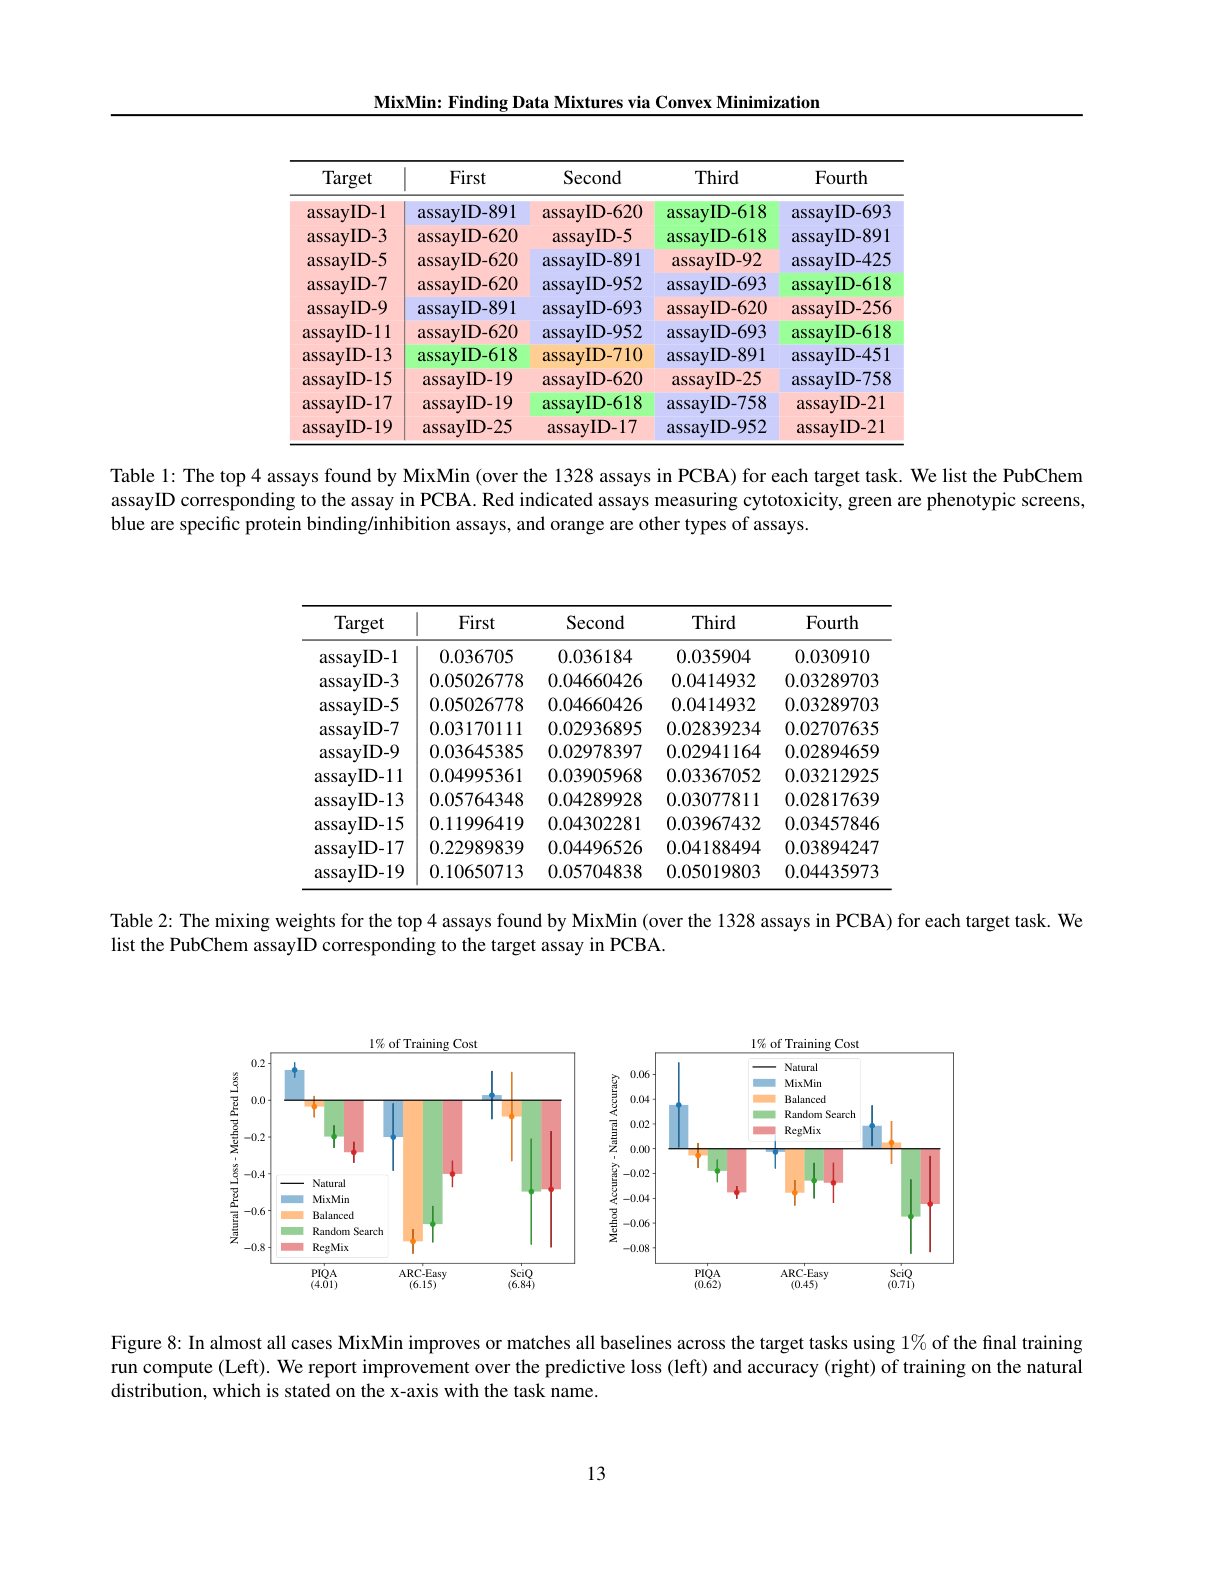 MixMin: Finding Data Mixtures via Convex Minimization
Target First Second Third Fourth
assayID-1 assayID-891 assayID-620 assayID-618 assayID-693
assayID-3 assayID-620 assayID-5 assayID-618 assayID-891
assayID-5 assayID-620 assayID-891 assayID-92 assayID-425
assayID-7 assayID-620 assayID-952 assayID-693 assayID-618
assayID-9 assayID-891 assayID-693 assayID-620 assayID-256
assayID-11 assayID-620 assayID-952 assayID-693 assayID-618
assayID-13 assayID-618 assayID-710 assayID-891 assayID-451
assayID-15 assayID-19 assayID-620 assayID-25 assayID-758
assayID-17 assayID-19 assayID-618 assayID-758 assayID-21
assayID-19 assayID-25 assayID-17 assayID-952 assayID-21
Table 1: The top 4 assays found by MixMin (over the 1328 assays in PCBA) for each target task. We list the PubChem
assayID corresponding to the assay in PCBA. Red indicated assays measuring cytotoxicity, green are phenotypic screens,
blue are specific protein binding/inhibition assays, and orange are other types of assays.
Target First Second Third Fourth
assayID-1 0.036705 0.036184 0.035904 0.030910
assayID-3 0.05026778 0.04660426 0.0414932 0.03289703
assayID-5 0.05026778 0.04660426 0.0414932 0.03289703
assayID-7 0.03170111 0.02936895 0.02839234 0.02707635
assayID-9 0.03645385 0.02978397 0.02941164 0.02894659
assayID-11 0.04995361 0.03905968 0.03367052 0.03212925
assayID-13 0.05764348 0.04289928 0.03077811 0.02817639
assayID-15 0.11996419 0.04302281 0.03967432 0.03457846
assayID-17 0.22989839 0.04496526 0.04188494 0.03894247
assayID-19 0.10650713 0.05704838 0.05019803 0.04435973
Table 2: The mixing weights for the top 4 assays found by MixMin (over the 1328 assays in PCBA) for each target task. We
list the PubChem assayID corresponding to the target assay in PCBA.
1% of Training Cost
Natural Pred Loss - Method Pred Loss
0.2
0.0
−0.2
−0.4
−0.6
−0.8
Natural
MixMin
Balanced
Random Search
RegMix
PIQA ARC-Easy SciQ
(4.01) (6.15) (6.84)
1% of Training Cost
Method Accuracy - Natural Accuracy
0.06
0.04
0.02
0.00
−0.02
−0.04
−0.06
−0.08
Natural
MixMin
Balanced
Random Search
RegMix
PIQA ARC-Easy SciQ
(0.62) (0.45) (0.71)
Figure 8: In almost all cases MixMin improves or matches all baselines across the target tasks using 1% of the final training
run compute (Left). We report improvement over the predictive loss (left) and accuracy (right) of training on the natural
distribution, which is stated on the x-axis with the task name.
13